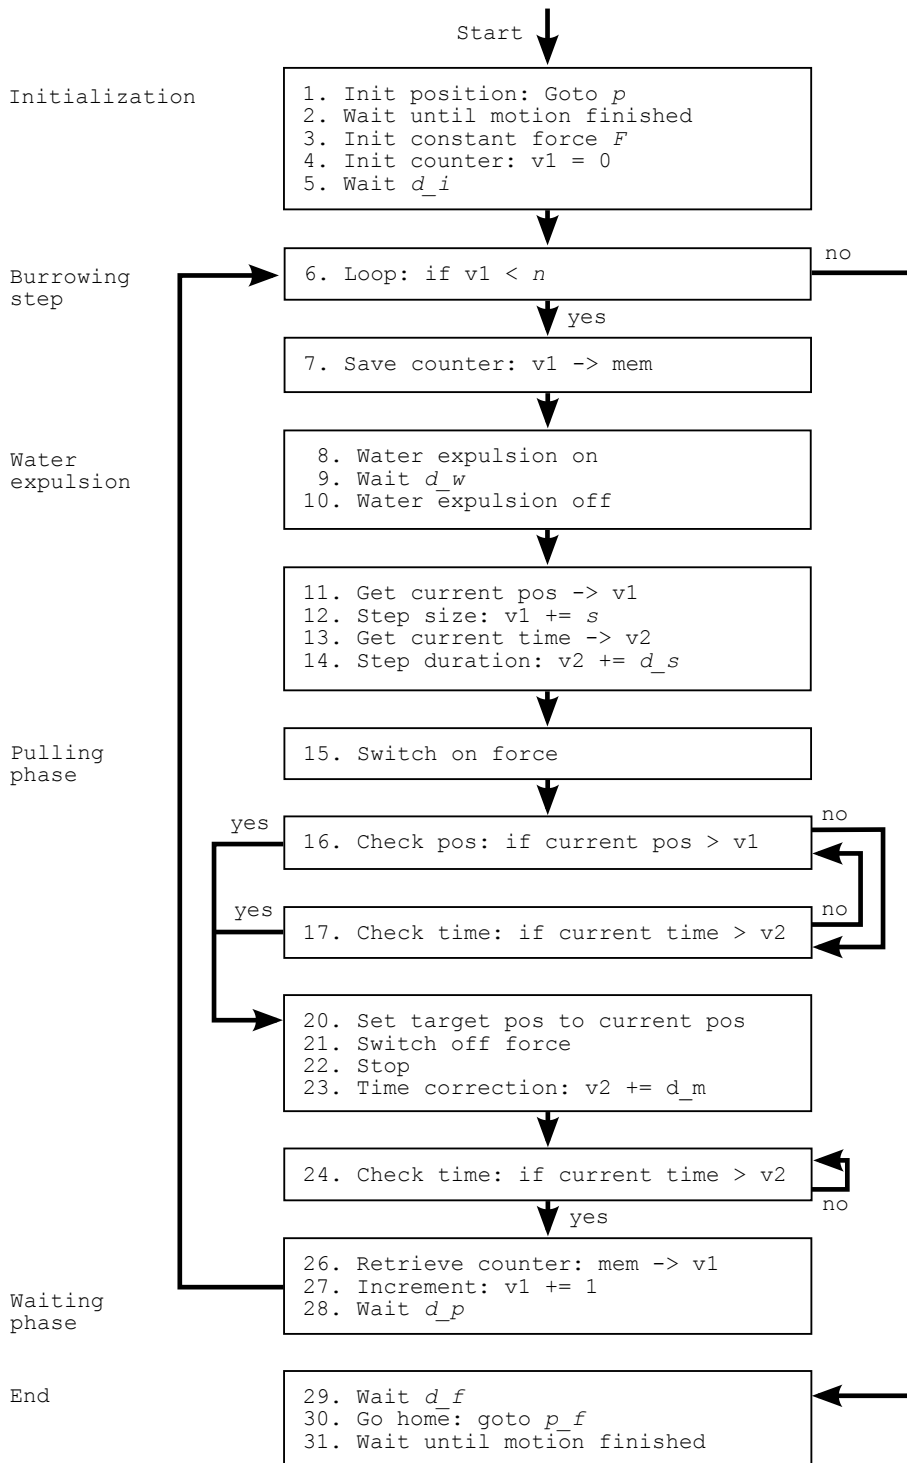 Start
Initialization
1. Init position: Goto p
2. Wait until motion finished
3. Init constant force F
4. Init counter: v1 = 0
5. Wait d_i
Burrowing
step
6. Loop: if v1 < n
no
yes
7. Save counter: v1 -> mem
Water
expulsion
8. Water expulsion on
9. Wait d_w
10. Water expulsion off
11. Get current pos -> v1
12. Step size: v1 += s
13. Get current time -> v2
14. Step duration: v2 += d_s
Pulling
phase
15. Switch on force
yes
16. Check pos: if current pos > v1
no
yes
17. Check time: if current time > v2
no
20. Set target pos to current pos
21. Switch off force
22. Stop
23. Time correction: v2 += d_m
24. Check time: if current time > v2
no
yes
Waiting
phase
26. Retrieve counter: mem -> v1
27. Increment: v1 += 1
28. Wait d_p
End
29. Wait d_f
30. Go home: goto p_f
31. Wait until motion finished